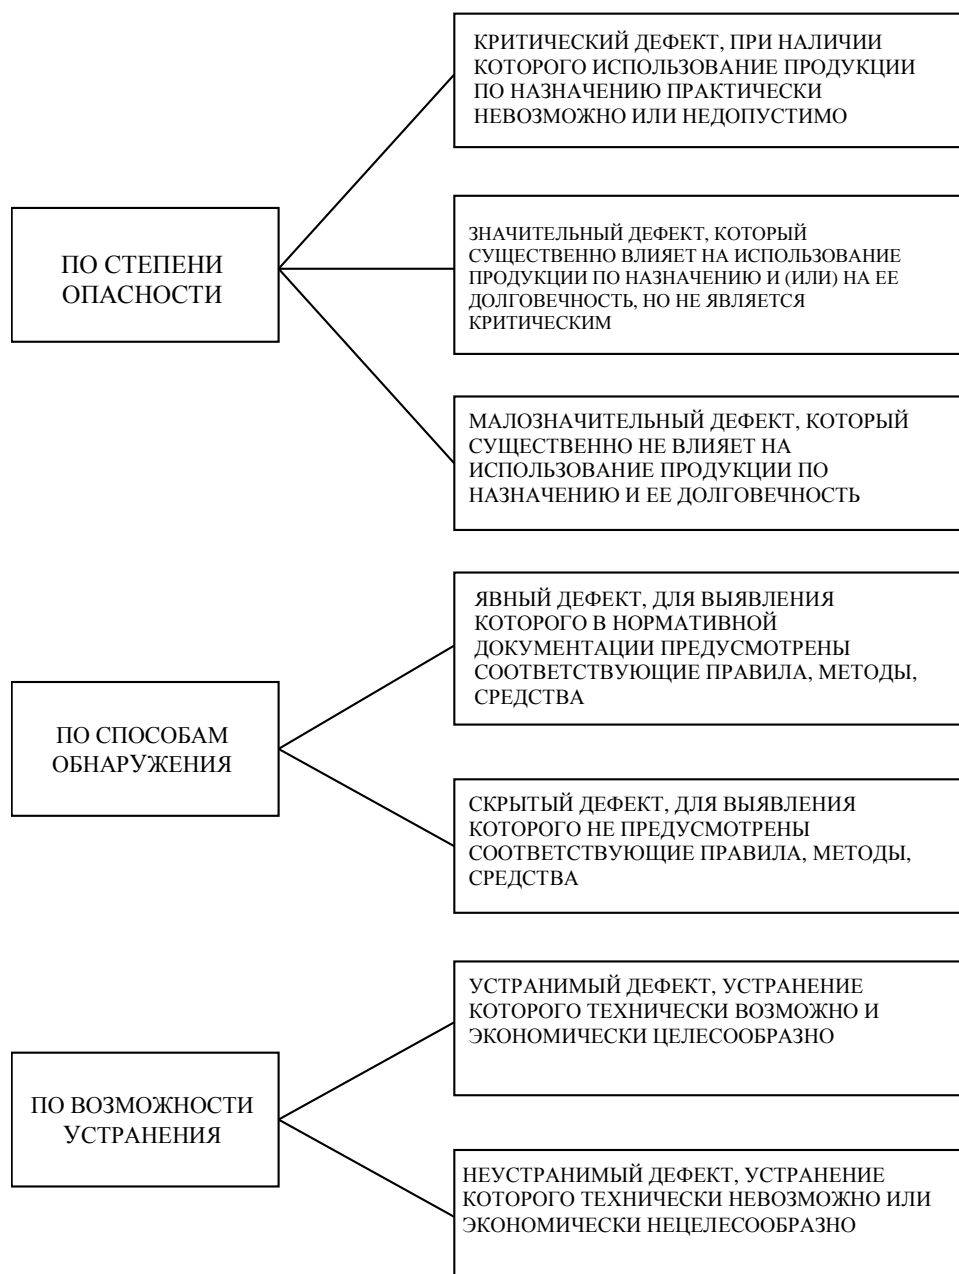 КРИТИЧЕСКИЙ ДЕФЕКТ, ПРИ НАЛИЧИИ
КОТОРОГО ИСПОЛЬЗОВАНИЕ ПРОДУКЦИИ
ПО НАЗНАЧЕНИЮ ПРАКТИЧЕСКИ
НЕВОЗМОЖНО ИЛИ НЕДОПУСТИМО
ПО СТЕПЕНИ
ОПАСНОСТИ
ЗНАЧИТЕЛЬНЫЙ ДЕФЕКТ, КОТОРЫЙ
СУЩЕСТВЕННО ВЛИЯЕТ НА ИСПОЛЬЗОВАНИЕ
ПРОДУКЦИИ ПО НАЗНАЧЕНИЮ И (ИЛИ) НА ЕЕ
ДОЛГОВЕЧНОСТЬ, НО НЕ ЯВЛЯЕТСЯ
КРИТИЧЕСКИМ
МАЛОЗНАЧИТЕЛЬНЫЙ ДЕФЕКТ, КОТОРЫЙ
СУЩЕСТВЕННО НЕ ВЛИЯЕТ НА
ИСПОЛЬЗОВАНИЕ ПРОДУКЦИИ ПО
НАЗНАЧЕНИЮ И ЕЕ ДОЛГОВЕЧНОСТЬ
ЯВНЫЙ ДЕФЕКТ, ДЛЯ ВЫЯВЛЕНИЯ
КОТОРОГО В НОРМАТИВНОЙ
ДОКУМЕНТАЦИИ ПРЕДУСМОТРЕНЫ
СООТВЕТСТВУЮЩИЕ ПРАВИЛА, МЕТОДЫ,
СРЕДСТВА
ПО СПОСОБАМ
ОБНАРУЖЕНИЯ
СКРЫТЫЙ ДЕФЕКТ, ДЛЯ ВЫЯВЛЕНИЯ
КОТОРОГО НЕ ПРЕДУСМОТРЕНЫ
СООТВЕТСТВУЮЩИЕ ПРАВИЛА, МЕТОДЫ,
СРЕДСТВА
УСТРАНИМЫЙ ДЕФЕКТ, УСТРАНЕНИЕ
КОТОРОГО ТЕХНИЧЕСКИ ВОЗМОЖНО И
ЭКОНОМИЧЕСКИ ЦЕЛЕСООБРАЗНО
ПО ВОЗМОЖНОСТИ
УСТРАНЕНИЯ
НЕУСТРАНИМЫЙ ДЕФЕКТ, УСТРАНЕНИЕ
КОТОРОГО ТЕХНИЧЕСКИ НЕВОЗМОЖНО ИЛИ
ЭКОНОМИЧЕСКИ НЕЦЕЛЕСООБРАЗНО